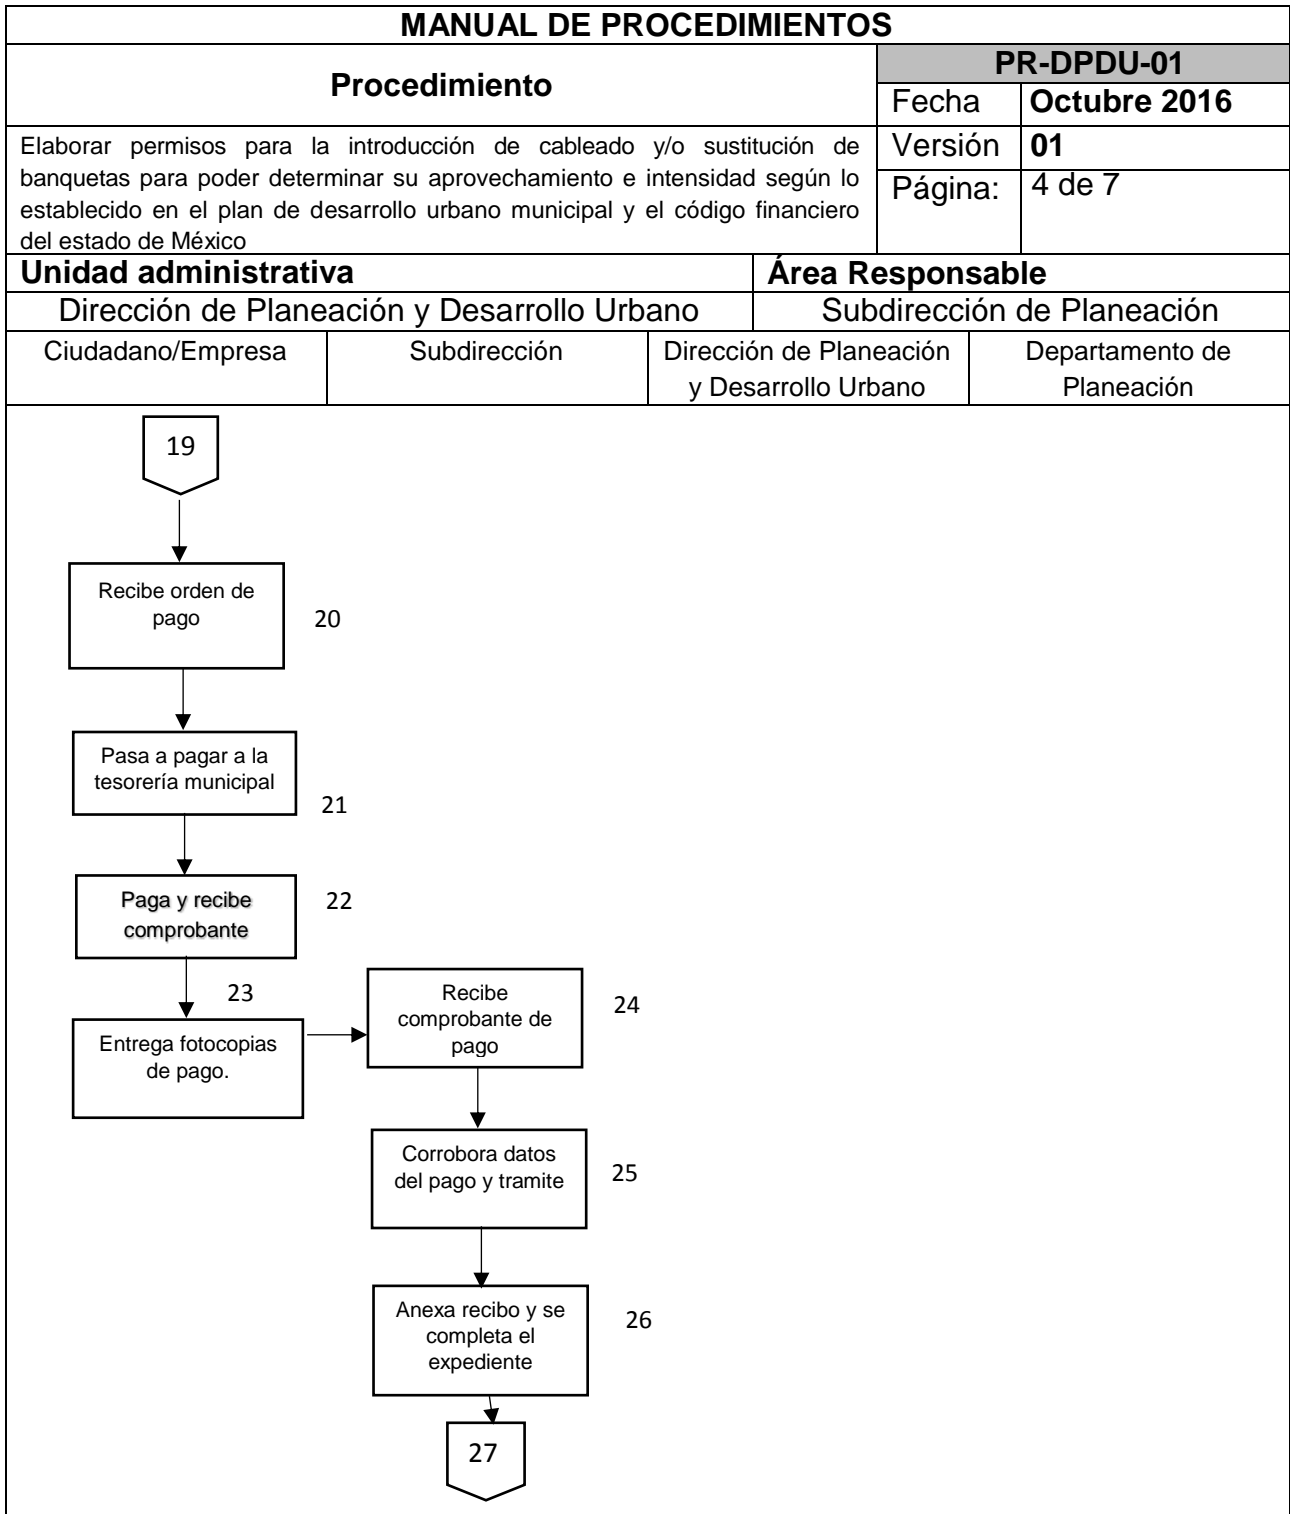 MANUAL DE PROCEDIMIENTOS
Procedimiento
PR-DPDU-01
Fecha Octubre 2016
Versión 01
Página: 4 de 7
Elaborar permisos para la introducción de cableado y/o sustitución de
banquetas para poder determinar su aprovechamiento e intensidad según lo
establecido en el plan de desarrollo urbano municipal y el código financiero
del estado de México
Unidad administrativa
Área Responsable
Dirección de Planeación y Desarrollo Urbano
Subdirección de Planeación
Ciudadano/Empresa
Subdirección
Dirección de Planeación
y Desarrollo Urbano
Departamento de
Planeación
19
Recibe orden de
pago
20
Pasa a pagar a la
tesorería municipal
21
Paga y recibe
comprobante
22
23
Entrega fotocopias
de pago.
Recibe
comprobante de
pago
24
Corrobora datos
del pago y tramite
25
Anexa recibo y se
completa el
expediente
26
27